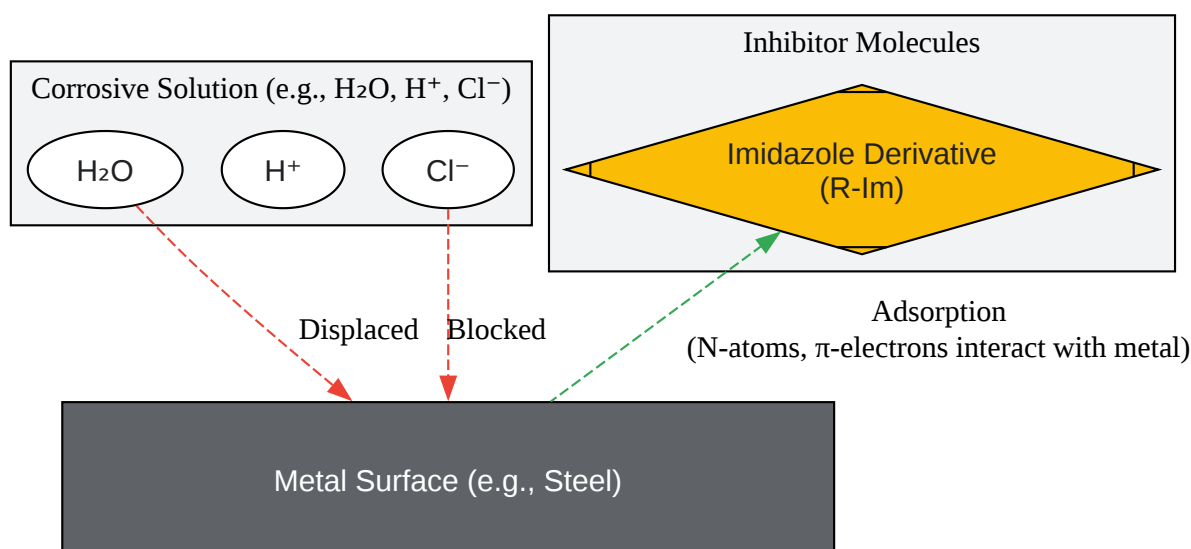 Inhibitor Molecules
Corrosive Solution (e.g., H₂O, H⁺, Cl⁻)
H₂O
H⁺
Cl⁻
Imidazole Derivative
(R-Im)
Displaced
Blocked
Adsorption
(N-atoms, π-electrons interact with metal)
Metal Surface (e.g., Steel)